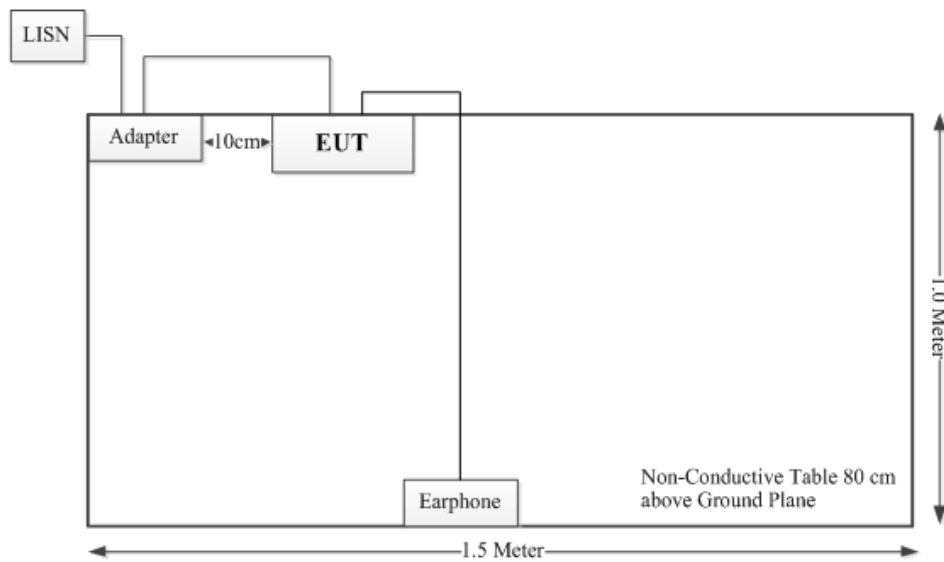 LISN
Adapter
10cm
EUT
1.0 Meter
Non-Conductive Table 80 cm
above Ground Plane
Earphone
1.5 Meter